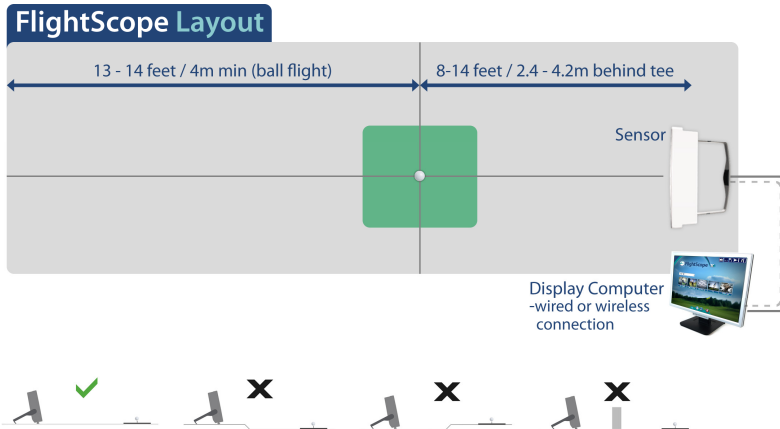 FlightScope Layout
13 - 14 feet / 4m min (ball flight)
8-14 feet / 2.4 - 4.2m behind tee
Sensor
FlightScope
Display Computer
-wired or wireless
connection